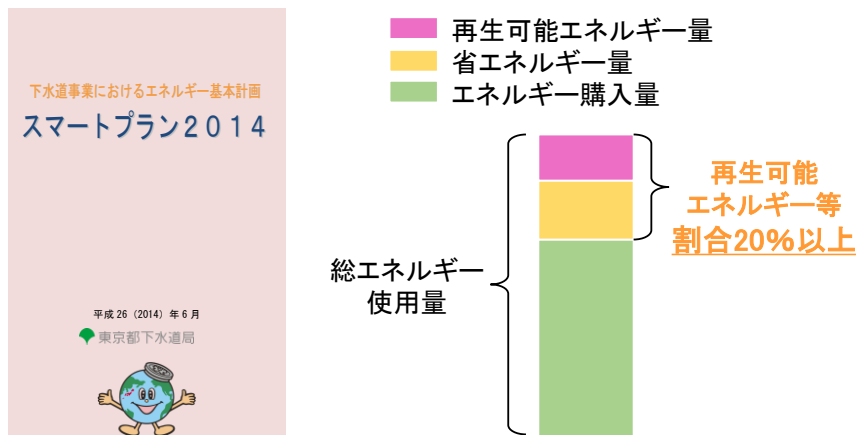 下水道事業におけるエネルギー基本計画
スマートプラン2014
平成26（2014）年6月
東京都下水道局
再生可能エネルギー量
省エネルギー量
エネルギー購入量
総エネルギー
使用量
再生可能
エネルギー等
割合20%以上